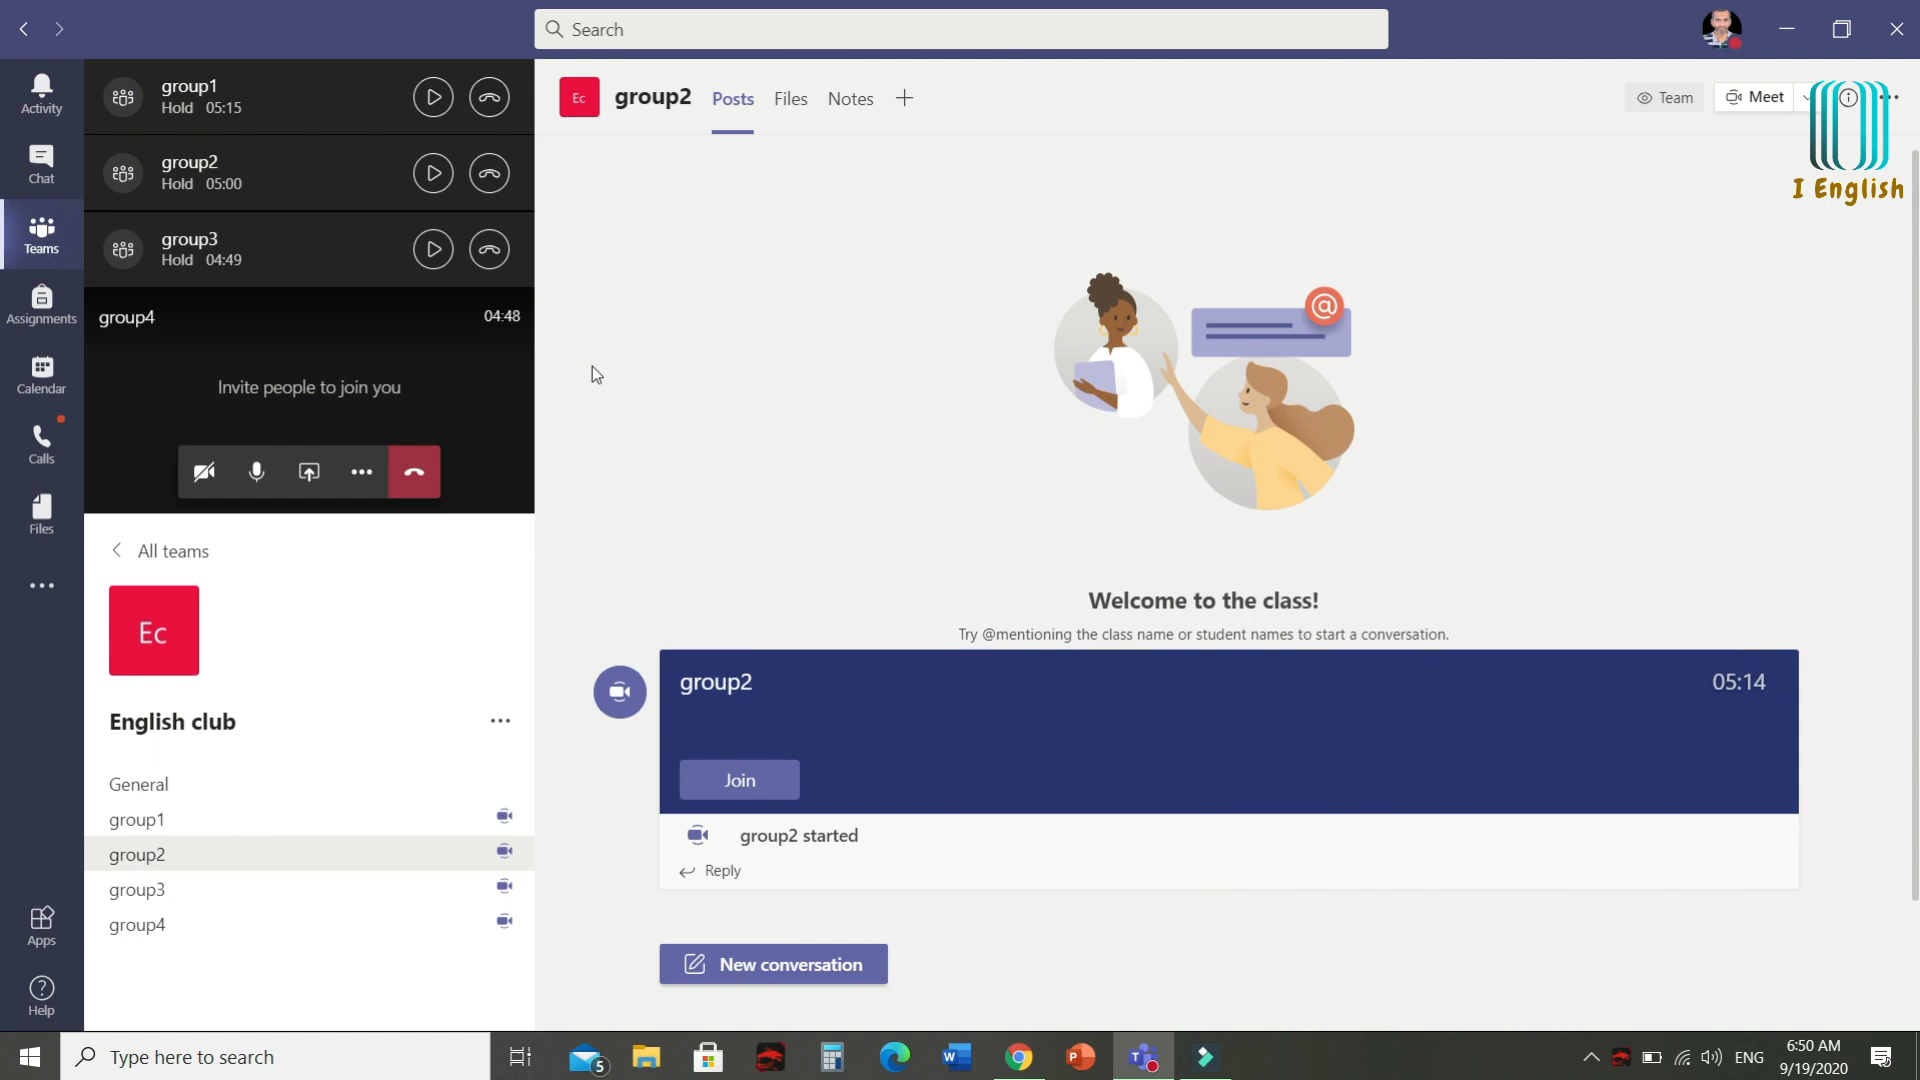 Search
Activity
Chat
Teams
Assignments
Calendar
Calls
Files
Apps
Help
group1
Hold 05:15
group2
Hold 05:00
group3
Hold 04:49
group4 04:48
Invite people to join you
All teams
Ec
English club
General
group1
group2
group3
group4
Ec group2 Posts Files Notes
Team Meet
I English
@
Welcome to the class!
Try @mentioning the class name or student names to start a conversation.
group2 05:14
Join
group2 started
Reply
New conversation
Type here to search
5
W
P
T
ENG
6:50 AM
9/19/2020